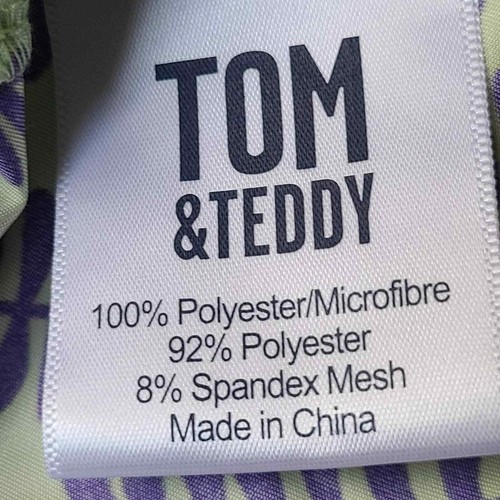 TOM
&TEDDY
100% Polyester/Microfibre
92% Polyester
8% Spandex Mesh
Made in China